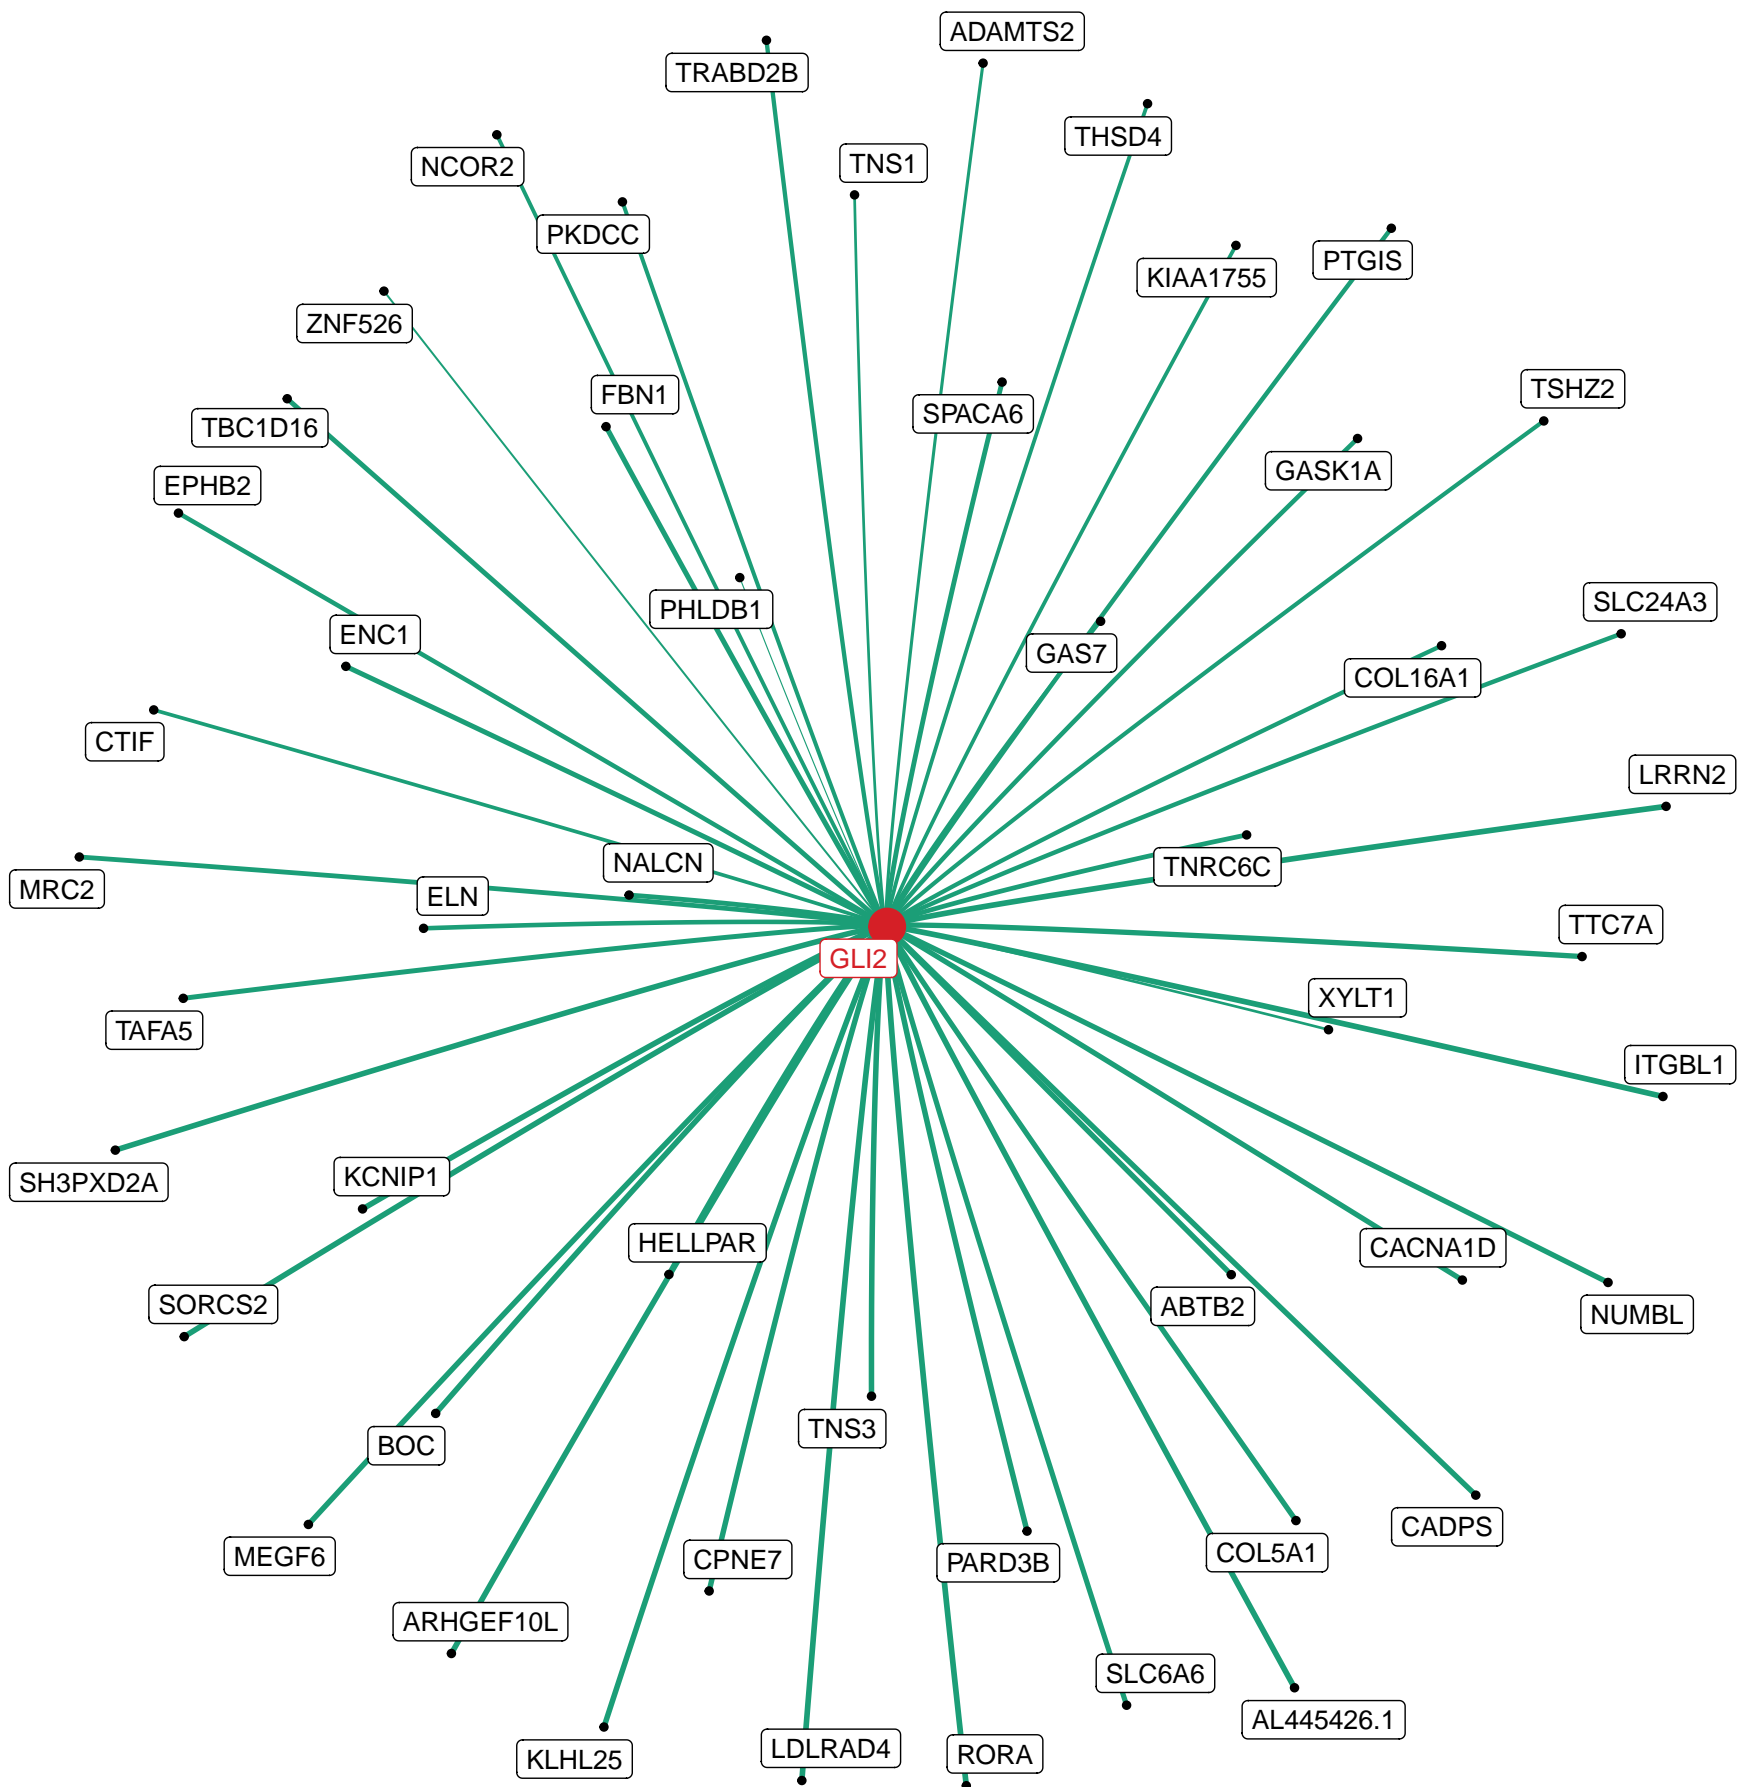 ADAMTS2
TRABD2B
THSD4
TNS1
NCOR2
PKDCC
PTGIS
KIAA1755
ZNF526
TSHZ2
FBN1
SPACA6
TBC1D16
GASK1A
EPHB2
SLC24A3
PHLDB1
ENC1
GAS7
COL16A1
CTIF
LRRN2
NALCN
TNRC6C
MRC2
ELN
TTC7A
GLI2
XYLT1
TAFA5
ITGBL1
KCNIP1
SH3PXD2A
HELLPAR
CACNA1D
SORCS2
ABTB2
NUMBL
TNS3
BOC
CADPS
COL5A1
MEGF6
CPNE7
PARD3B
ARHGEF10L
SLC6A6
AL445426.1
LDLRAD4
RORA
KLHL25